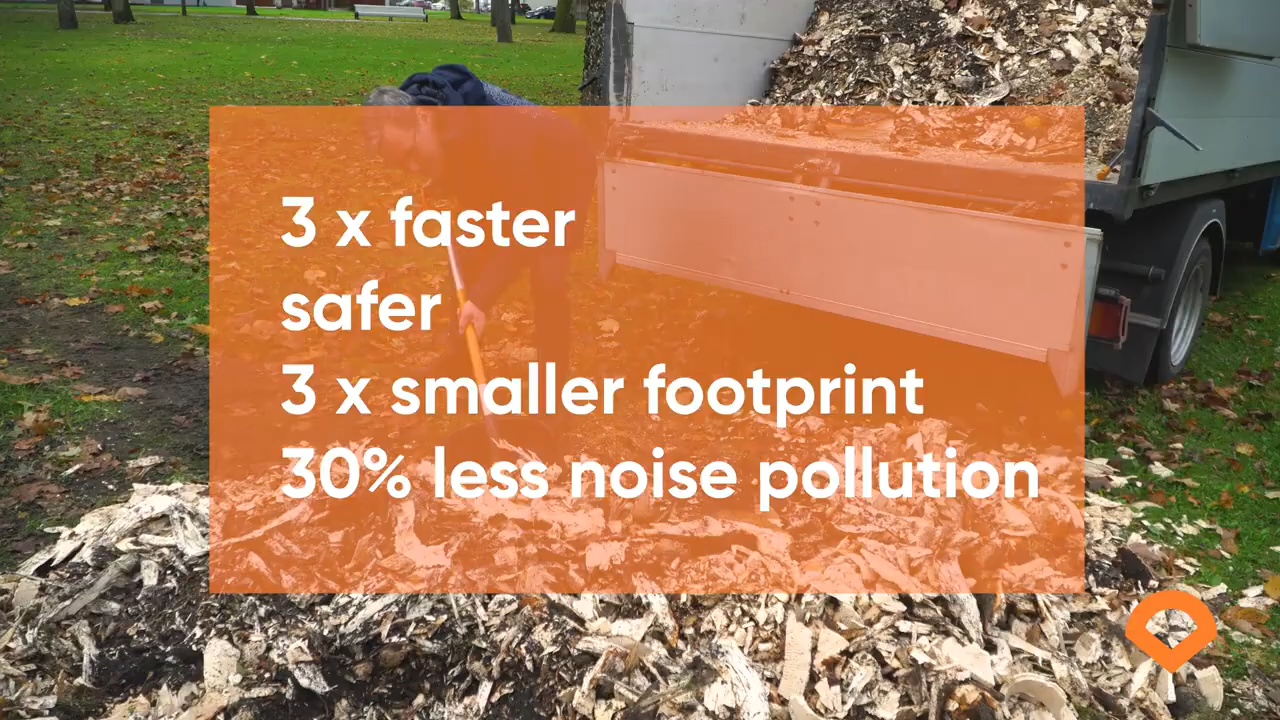 3 x faster
safer
3 x smaller footprint
30% less noise pollution